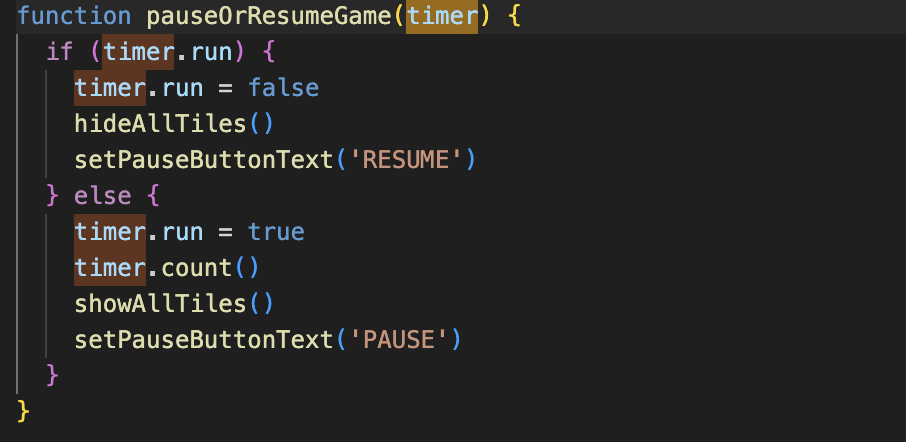 function pauseOrResumeGame(timer) {
  if (timer.run) {
    timer.run = false
    hideAllTiles()
    setPauseButtonText('RESUME')
  } else {
    timer.run = true
    timer.count()
    showAllTiles()
    setPauseButtonText('PAUSE')
  }
}